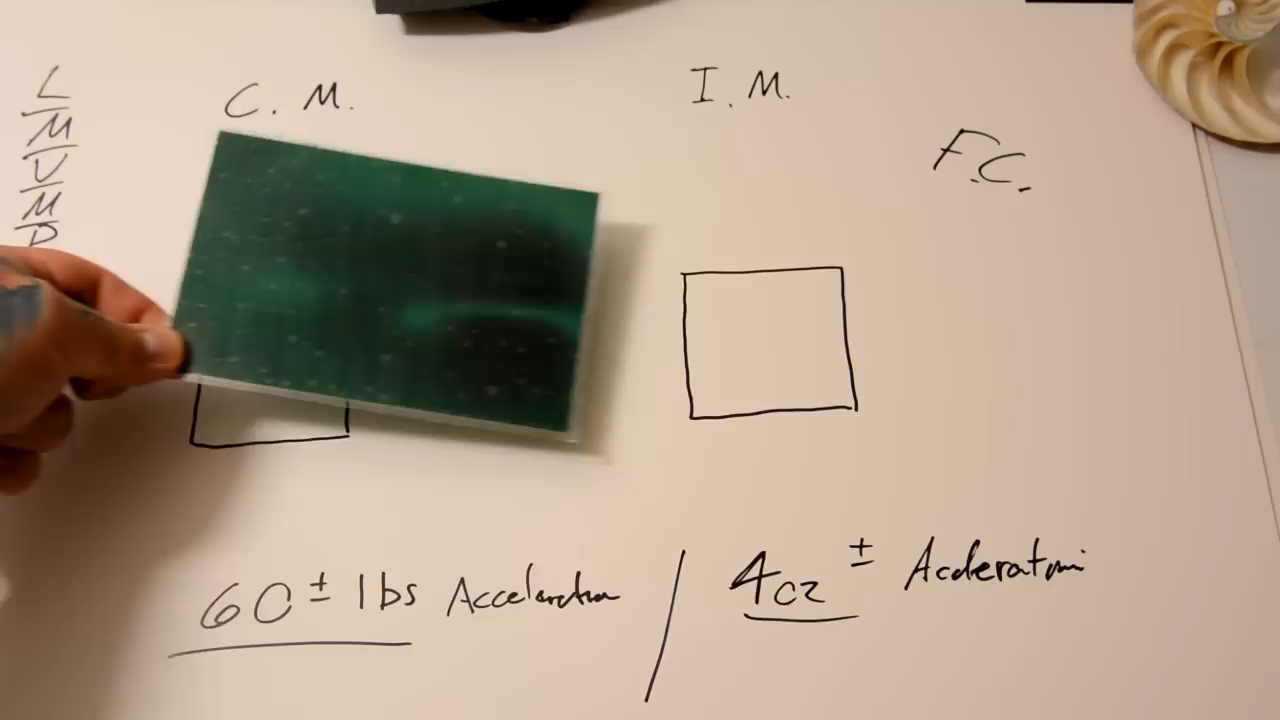 L
M
V
M
D
C. M.
I. M.
F.C.
60 ± lbs Acceleration / 4oz ± Acceleration